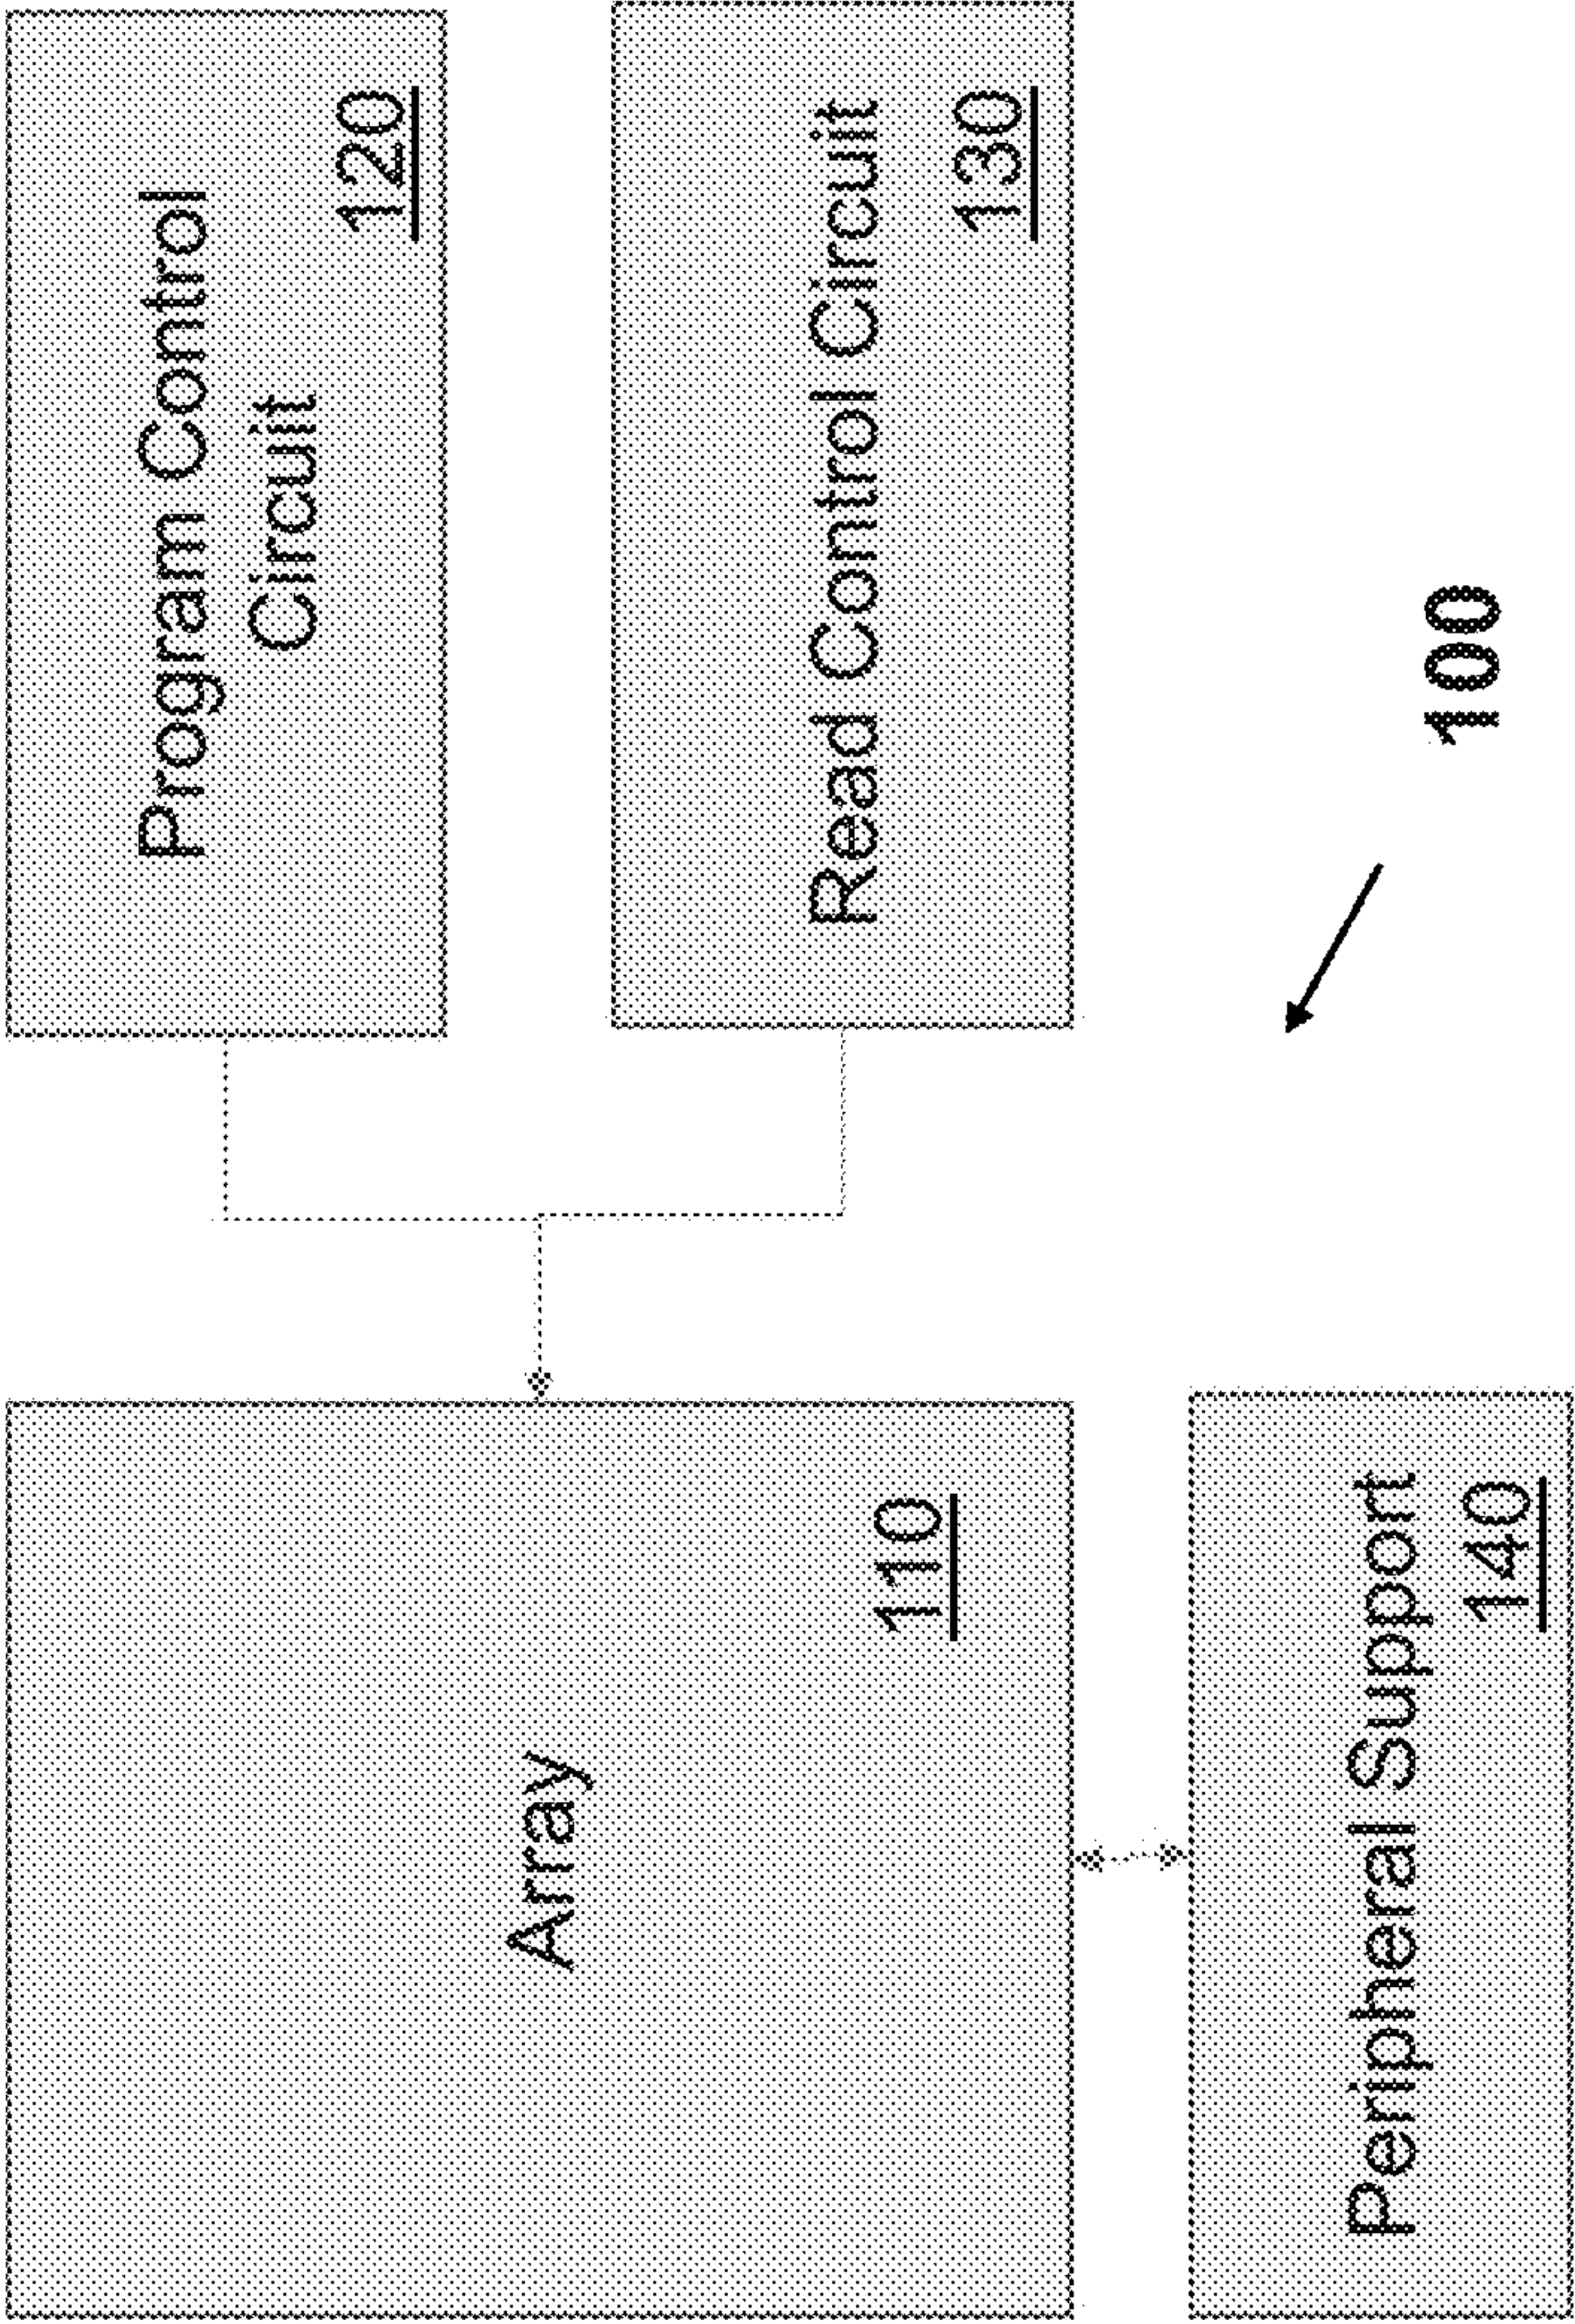 Program Control
Circuit
120
Read Control Circuit
130
100
Array
110
Peripheral Support
140